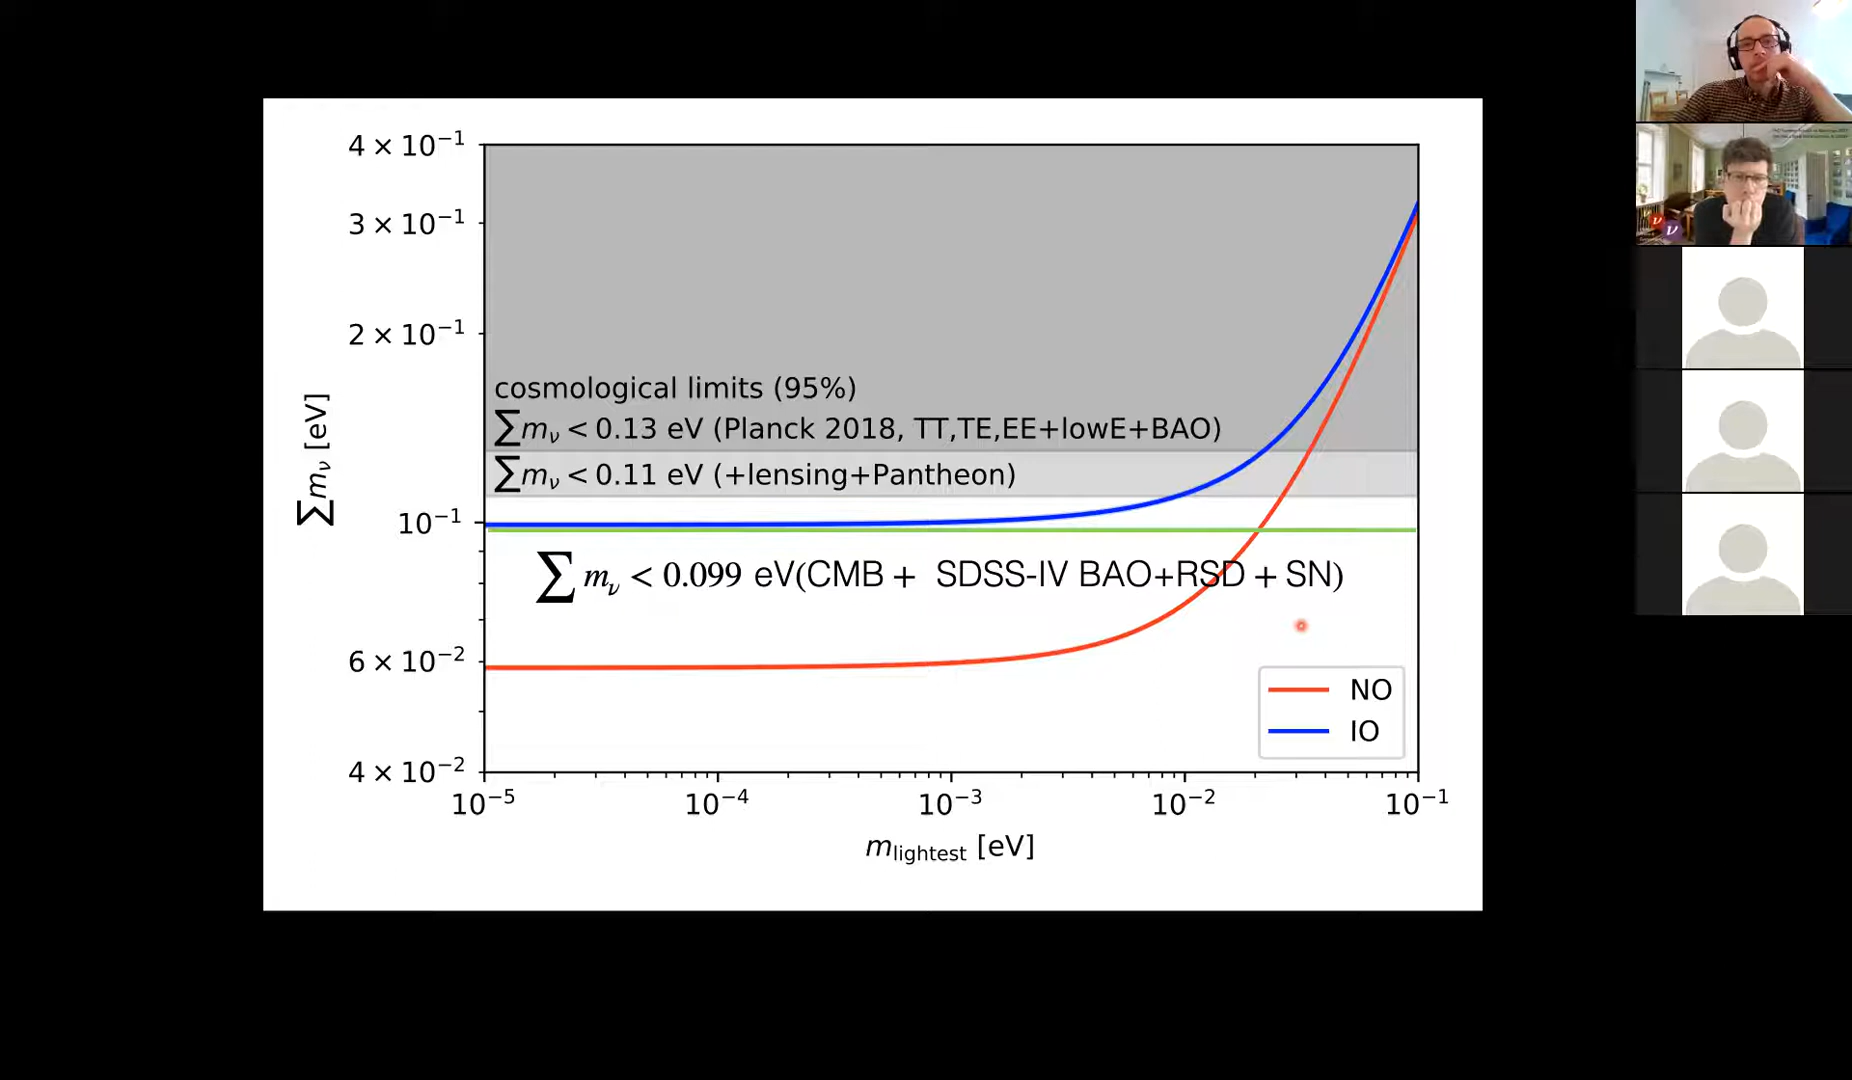 4 × 10⁻¹
3 × 10⁻¹
2 × 10⁻¹
10⁻¹
6 × 10⁻²
4 × 10⁻²
∑ m_ν [eV]
cosmological limits (95%)
∑m_ν < 0.13 eV (Planck 2018, TT,TE,EE+lowE+BAO)
∑m_ν < 0.11 eV (+lensing+Pantheon)
∑ m_ν < 0.099 eV(CMB + SDSS-IV BAO+RSD + SN)
NO
IO
10⁻⁵ 10⁻⁴ 10⁻³ 10⁻² 10⁻¹
m_lightest [eV]
ν
ν